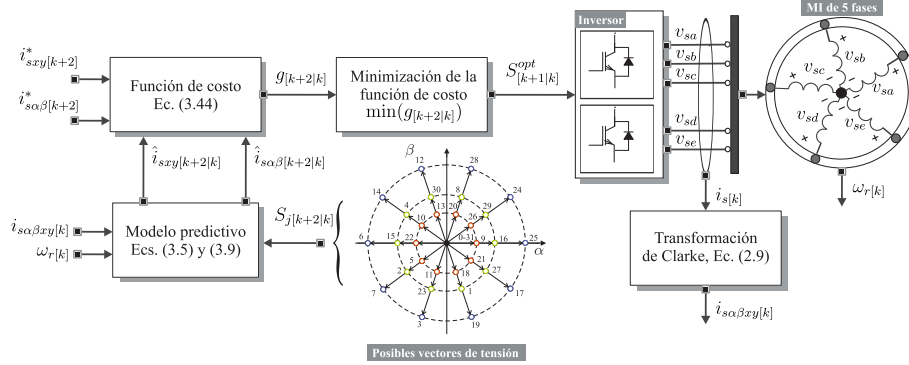 MI de 5 fases
Inversor
i*sxy[k+2]
i*sαβ[k+2]
Función de costo
Ec. (3.44)
g[k+2|k]
Minimización de la
función de costo
min(g[k+2|k])
S^opt[k+1|k]
vsa
vsb
vsc
vsd
vse
vsb
vsc
vsa
vsd
vse
+
+
+
+
+
-
-
-
-
-
îsxy[k+2|k]
îsαβ[k+2|k]
is[k]
ωr[k]
isαβxy[k]
ωr[k]
Modelo predictivo
Ecs. (3.5) y (3.9)
Sj[k+2|k]
β
α
12
28
14
30
8
24
4
13
20
29
10
26
6
15
22
0-31
9
16
25
5
21
2
11
18
27
7
23
1
17
3
19
Transformación
de Clarke, Ec. (2.9)
isαβxy[k]
Posibles vectores de tensión